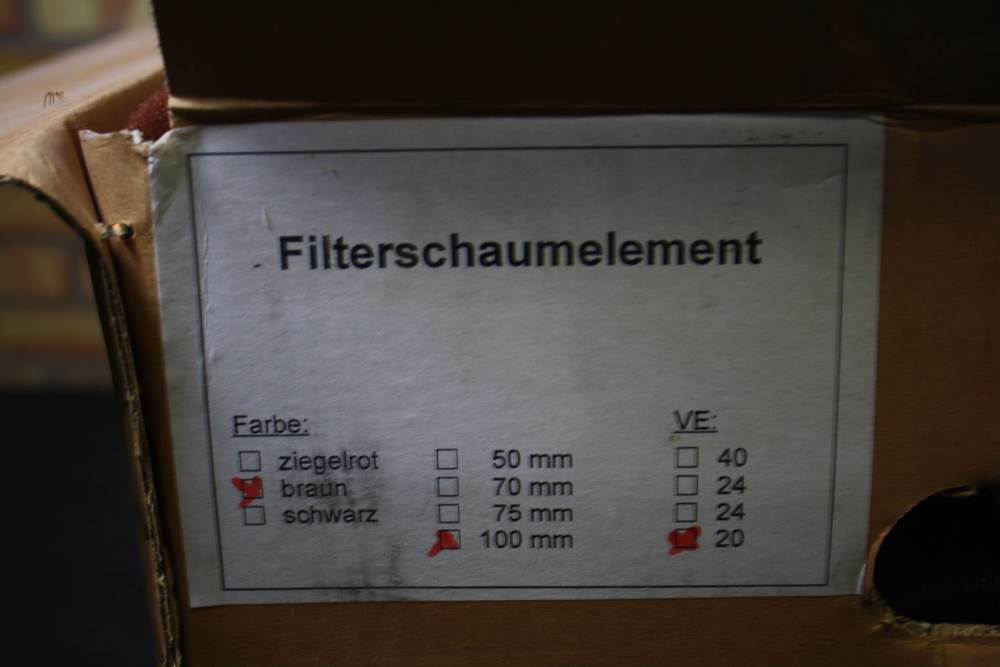 Filterschaumelement
Farbe: VE:
ziegelrot 50 mm 40
braun 70 mm 24
schwarz 75 mm 24
100 mm 20